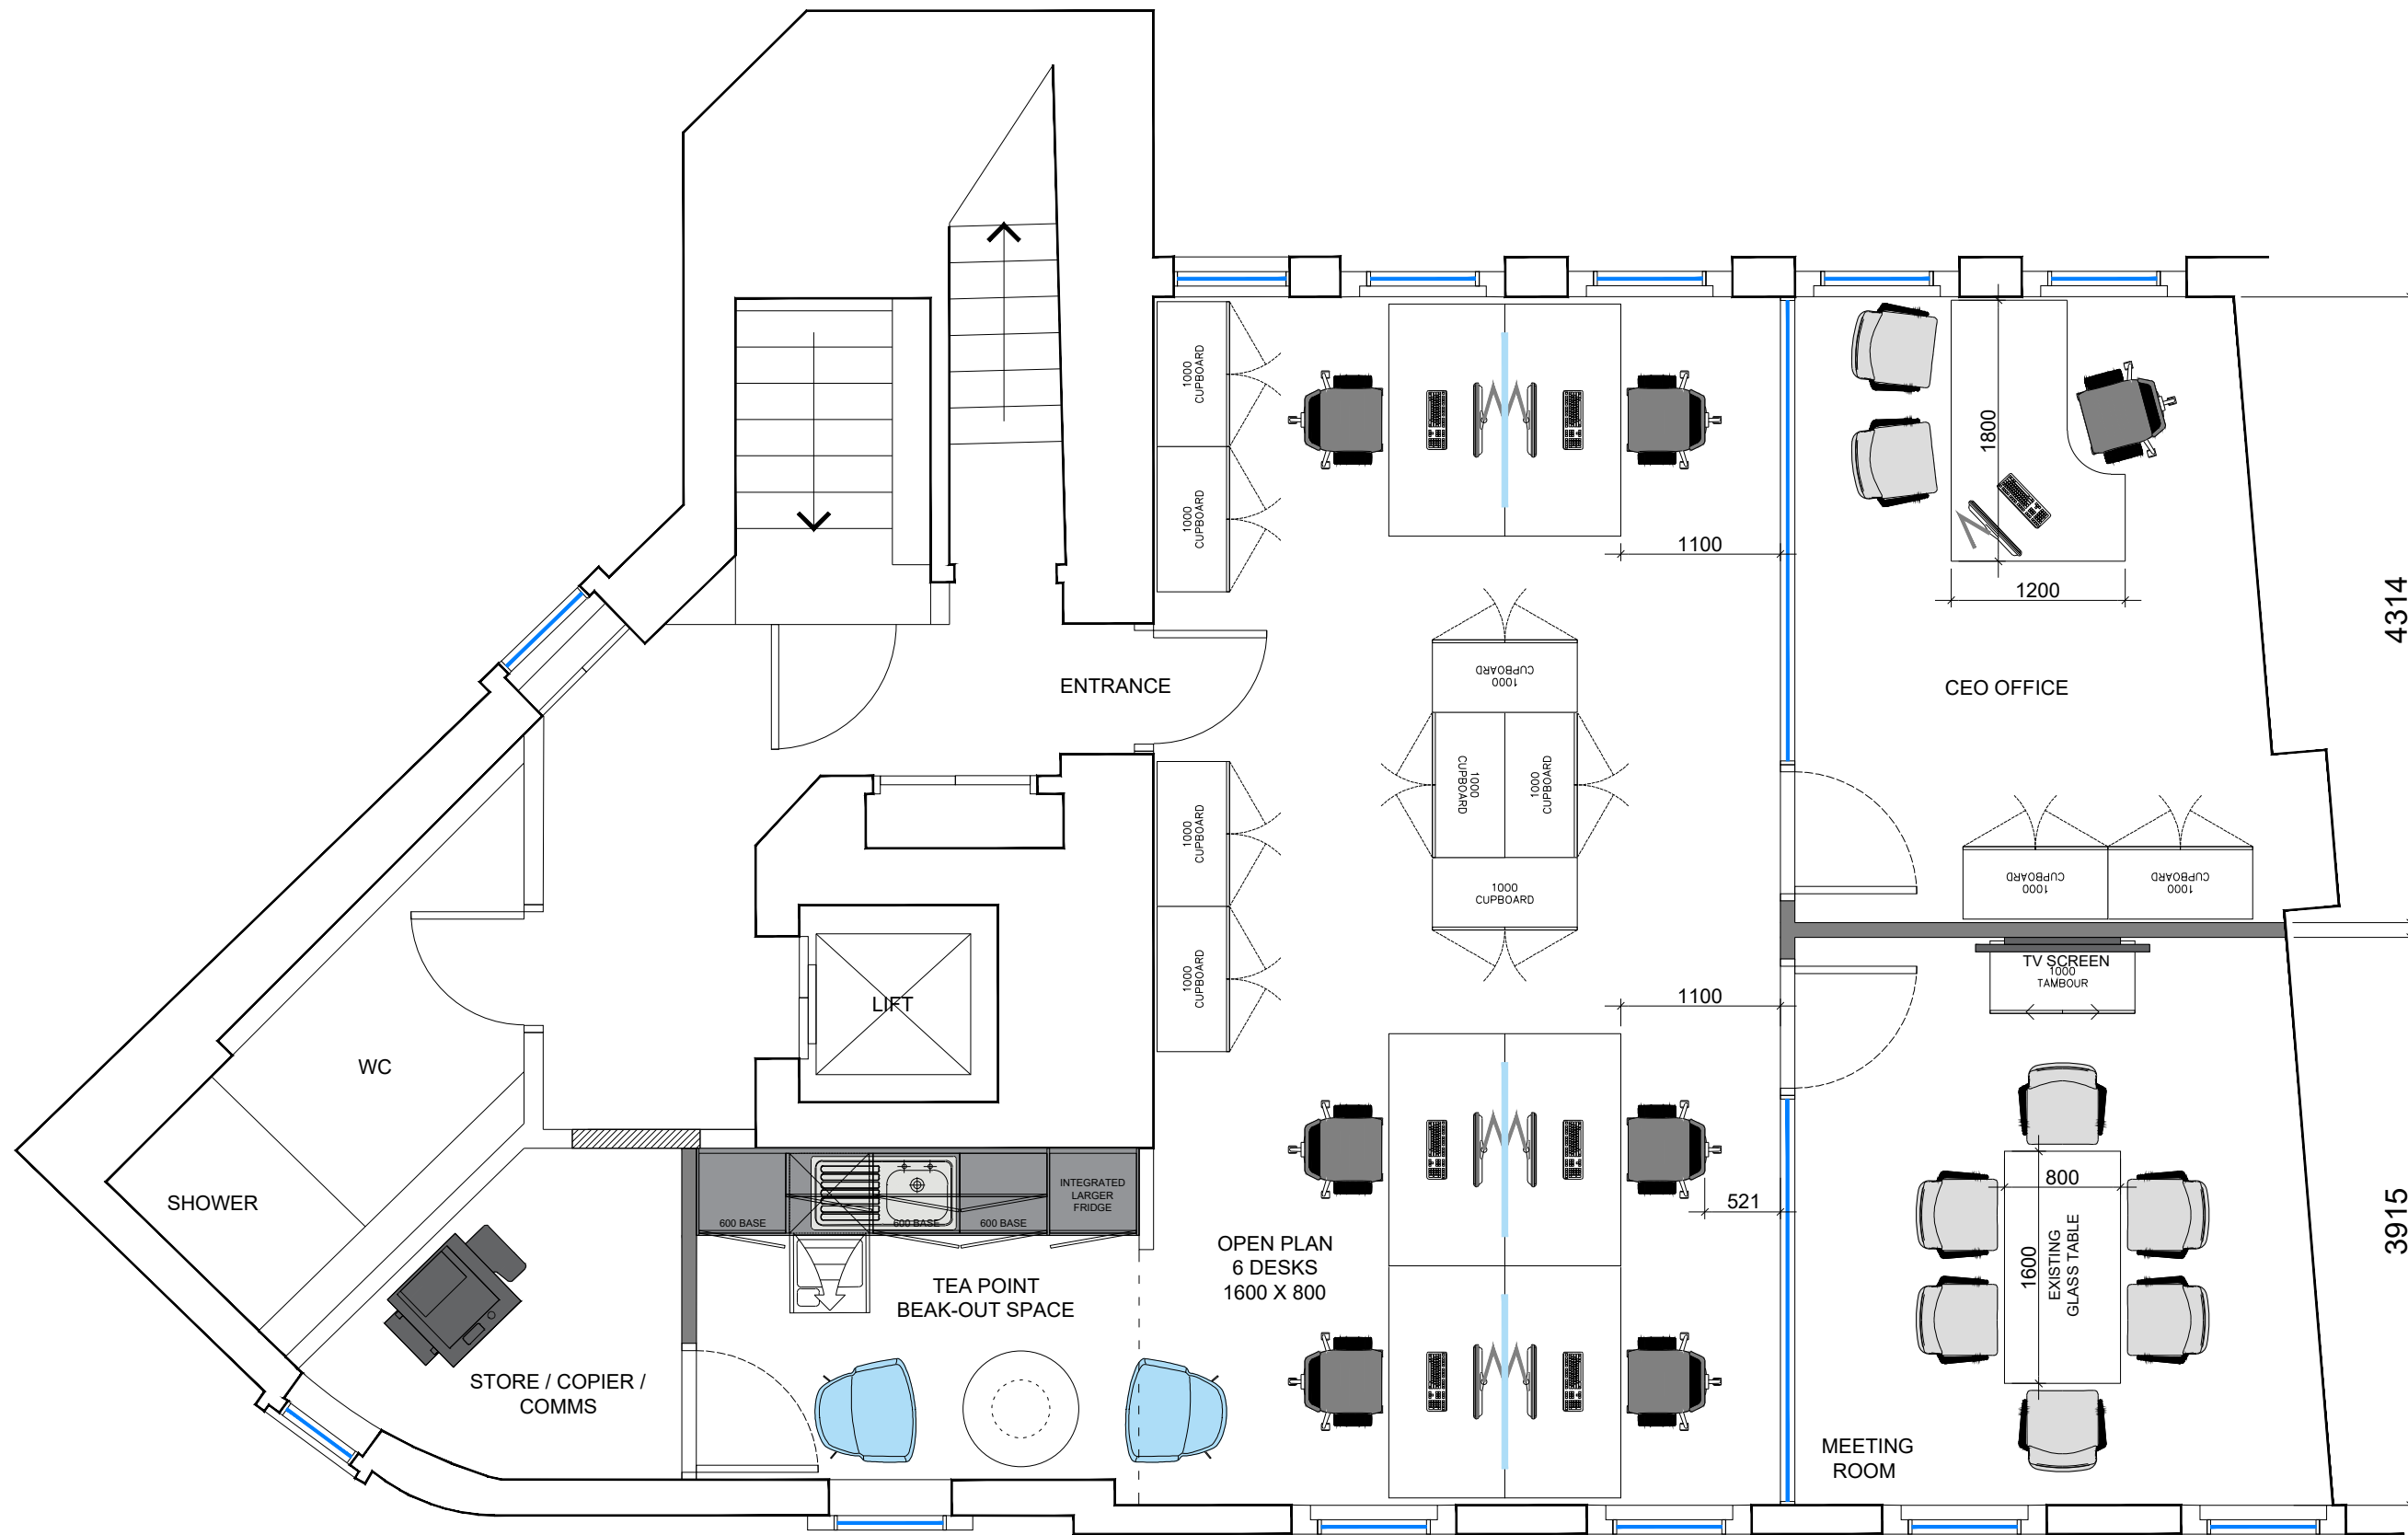 1000
CUPBOARD
1000
CUPBOARD
1800
1100
1200
4314
ENTRANCE
1000
CUPBOARD
CEO OFFICE
1000
CUPBOARD
1000
CUPBOARD
1000
CUPBOARD
1000
CUPBOARD
1000
CUPBOARD
1000
CUPBOARD
1000
CUPBOARD
1000
CUPBOARD
TV SCREEN
1000
TAMBOUR
1100
LIFT
WC
SHOWER
600 BASE
600 BASE
600 BASE
INTEGRATED
LARGER
FRIDGE
521
800
1600
EXISTING
GLASS TABLE
3915
OPEN PLAN
6 DESKS
1600 X 800
TEA POINT
BEAK-OUT SPACE
STORE / COPIER /
COMMS
MEETING
ROOM